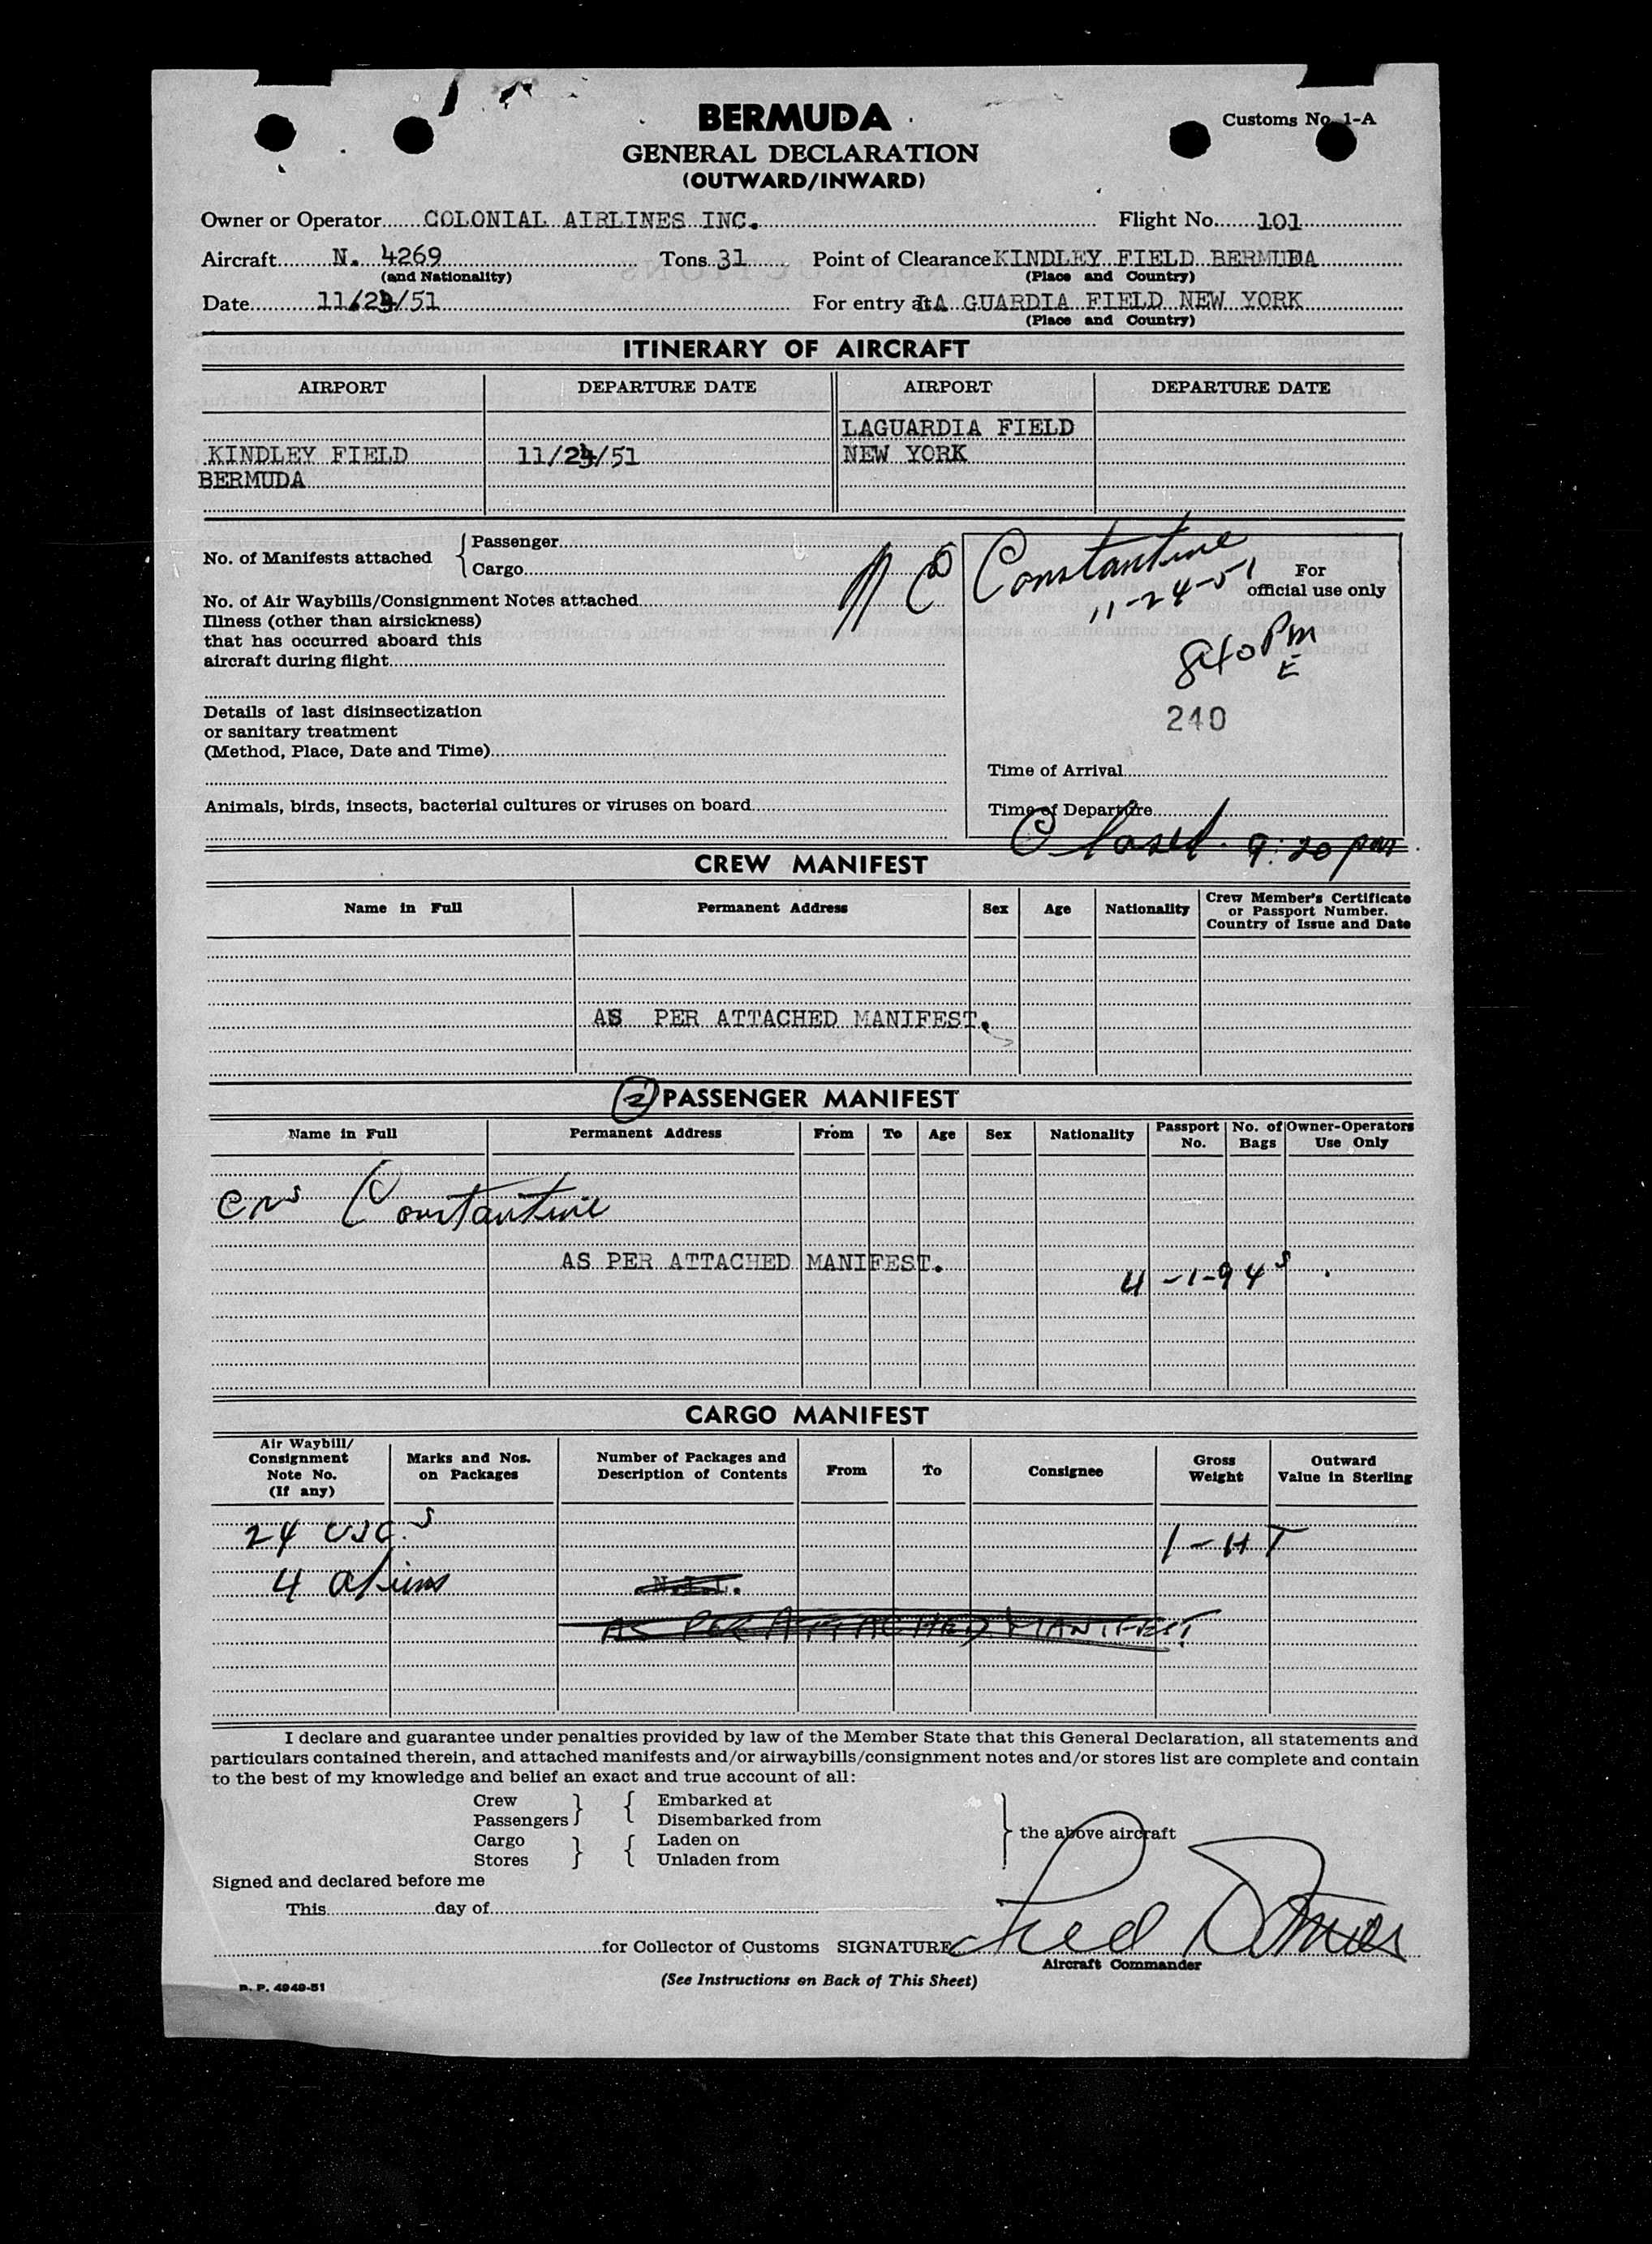 BERMUDA
Customs No. 1-A
GENERAL DECLARATION
(OUTWARD/INWARD)
Owner or Operator COLONIAL AIRLINES INC. Flight No. 101
Aircraft N. 4269 Tons 31 Point of Clearance KINDLEY FIELD BERMUDA
(and Nationality) (Place and Country)
Date 11/24/51 For entry at LA GUARDIA FIELD NEW YORK
(Place and Country)
ITINERARY OF AIRCRAFT
AIRPORT DEPARTURE DATE AIRPORT DEPARTURE DATE
LAGUARDIA FIELD
KINDLEY FIELD 11/24/51 NEW YORK
BERMUDA
No. of Manifests attached { Passenger
Cargo
Constantine
11-24-51
For
official use only
No. of Air Waybills/Consignment Notes attached
Illness (other than airsickness)
that has occurred aboard this
aircraft during flight
840 PM
E
240
Details of last disinsectization
or sanitary treatment
(Method, Place, Date and Time)
Time of Arrival
Animals, birds, insects, bacterial cultures or viruses on board
Time of Departure
Closed. 9:20 pm
CREW MANIFEST
Name in Full Permanent Address Sex Age Nationality Crew Member's Certificate
or Passport Number.
Country of Issue and Date
AS PER ATTACHED MANIFEST.
2 PASSENGER MANIFEST
Name in Full Permanent Address From To Age Sex Nationality Passport No. No. of Bags Owner-Operators Use Only
Constantine
AS PER ATTACHED MANIFEST.
4-1-94s
CARGO MANIFEST
Air Waybill/
Consignment
Note No.
(If any)
Marks and Nos.
on Packages
Number of Packages and
Description of Contents
From To Consignee
Gross
Weight
Outward
Value in Sterling
24 USC.s 1-HT
4 aliens N.I.L.
AS PER ATTACHED MANIFEST
I declare and guarantee under penalties provided by law of the Member State that this General Declaration, all statements and
particulars contained therein, and attached manifests and/or airwaybills/consignment notes and/or stores list are complete and contain
to the best of my knowledge and belief an exact and true account of all:
Crew } { Embarked at
Passengers } { Disembarked from
Cargo } { Laden on
Stores } { Unladen from
} the above aircraft
Signed and declared before me
This day of
for Collector of Customs SIGNATURE Fred
Aircraft Commander
(See Instructions on Back of This Sheet)
B. P. 4949-51